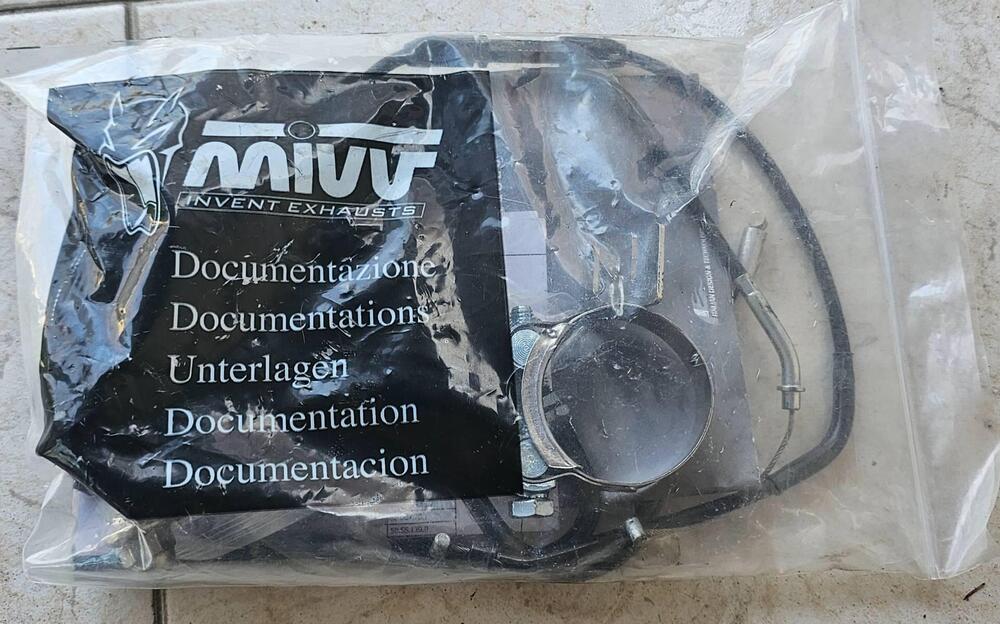 MIVV
INVENT EXHAUSTS
Documentazione
Documentations
Unterlagen
Documentation
Documentacion